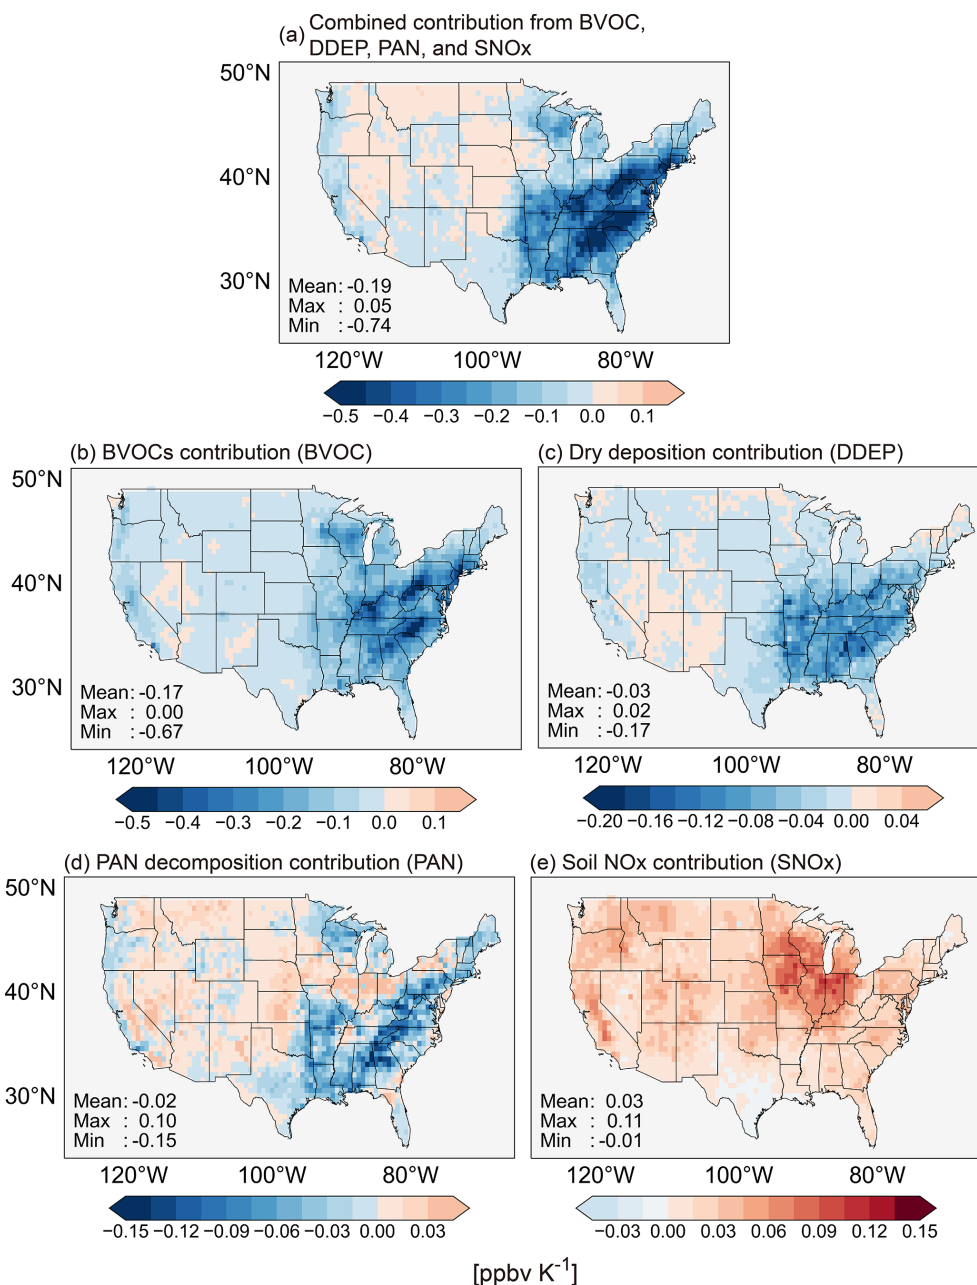 (a) Combined contribution from BVOC,
DDEP, PAN, and SNOx
50°N
40°N
30°N
Mean: -0.19
Max : 0.05
Min : -0.74
120°W 100°W 80°W
−0.5 −0.4 −0.3 −0.2 −0.1 0.0 0.1
(b) BVOCs contribution (BVOC)
50°N
40°N
30°N
Mean: -0.17
Max : 0.00
Min : -0.67
120°W 100°W 80°W
−0.5 −0.4 −0.3 −0.2 −0.1 0.0 0.1
(c) Dry deposition contribution (DDEP)
Mean: -0.03
Max : 0.02
Min : -0.17
120°W 100°W 80°W
−0.20 −0.16 −0.12 −0.08 −0.04 0.00 0.04
(d) PAN decomposition contribution (PAN)
50°N
40°N
30°N
Mean: -0.02
Max : 0.10
Min : -0.15
120°W 100°W 80°W
−0.15 −0.12 −0.09 −0.06 −0.03 0.00 0.03
(e) Soil NOx contribution (SNOx)
Mean: 0.03
Max : 0.11
Min : -0.01
120°W 100°W 80°W
−0.03 0.00 0.03 0.06 0.09 0.12 0.15
[ppbv K⁻¹]